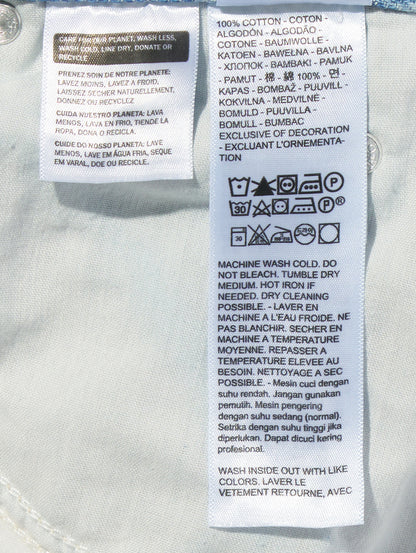 CARE FOR YOUR PLANET, WASH LESS,
WASH COLD, LINE DRY, DONATE OR
RECYCLE
PRENEZ SOIN DE NOTRE PLANETE:
LAVEZ MOINS, LAVEZ A FROID,
LAISSEZ SECHER NATURELLEMENT,
DONNEZ OU RECYCLEZ
CUIDA NUESTRO PLANETA: LAVA
MENOS, LAVA EN FRIO, TIENDE LA
ROPA, DONA O RECICLA.
CUIDE DO NOSSO PLANETA: LAVE
MENOS, LAVE EM ÁGUA FRIA, SEQUE
EM VARAL, DOE OU RECICLE.
100% COTTON - COTON -
ALGODÓN - ALGODÃO -
COTONE - BAUMWOLLE -
KATOEN - BAWEŁNA - BAVLNA
- ХЛОПОК - BAMBAKI - PAMUK
- PAMUT - 棉 - 綿 100% - 면 -
KAPAS - BOMBAŽ - PUUVILL -
KOKVILNA - MEDVILNĖ -
BOMULD - PUUVILLA -
BOMULL - BUMBAC
EXCLUSIVE OF DECORATION
- EXCLUANT L'ORNEMENTA-
TION
P
30 P ®
30 드라이
MACHINE WASH COLD. DO
NOT BLEACH. TUMBLE DRY
MEDIUM. HOT IRON IF
NEEDED. DRY CLEANING
POSSIBLE. - LAVER EN
MACHINE A L'EAU FROIDE. NE
PAS BLANCHIR. SECHER EN
MACHINE A TEMPERATURE
MOYENNE. REPASSER A
TEMPERATURE ELEVEE AU
BESOIN. NETTOYAGE A SEC
POSSIBLE. - Mesin cuci dengan
suhu rendah. Jangan gunakan
pemutih. Mesin pengering
dengan suhu sedang (normal).
Setrika dengan suhu tinggi jika
diperlukan. Dapat dicuci kering
profesional.
WASH INSIDE OUT WITH LIKE
COLORS. LAVER LE
VETEMENT RETOURNE, AVEC